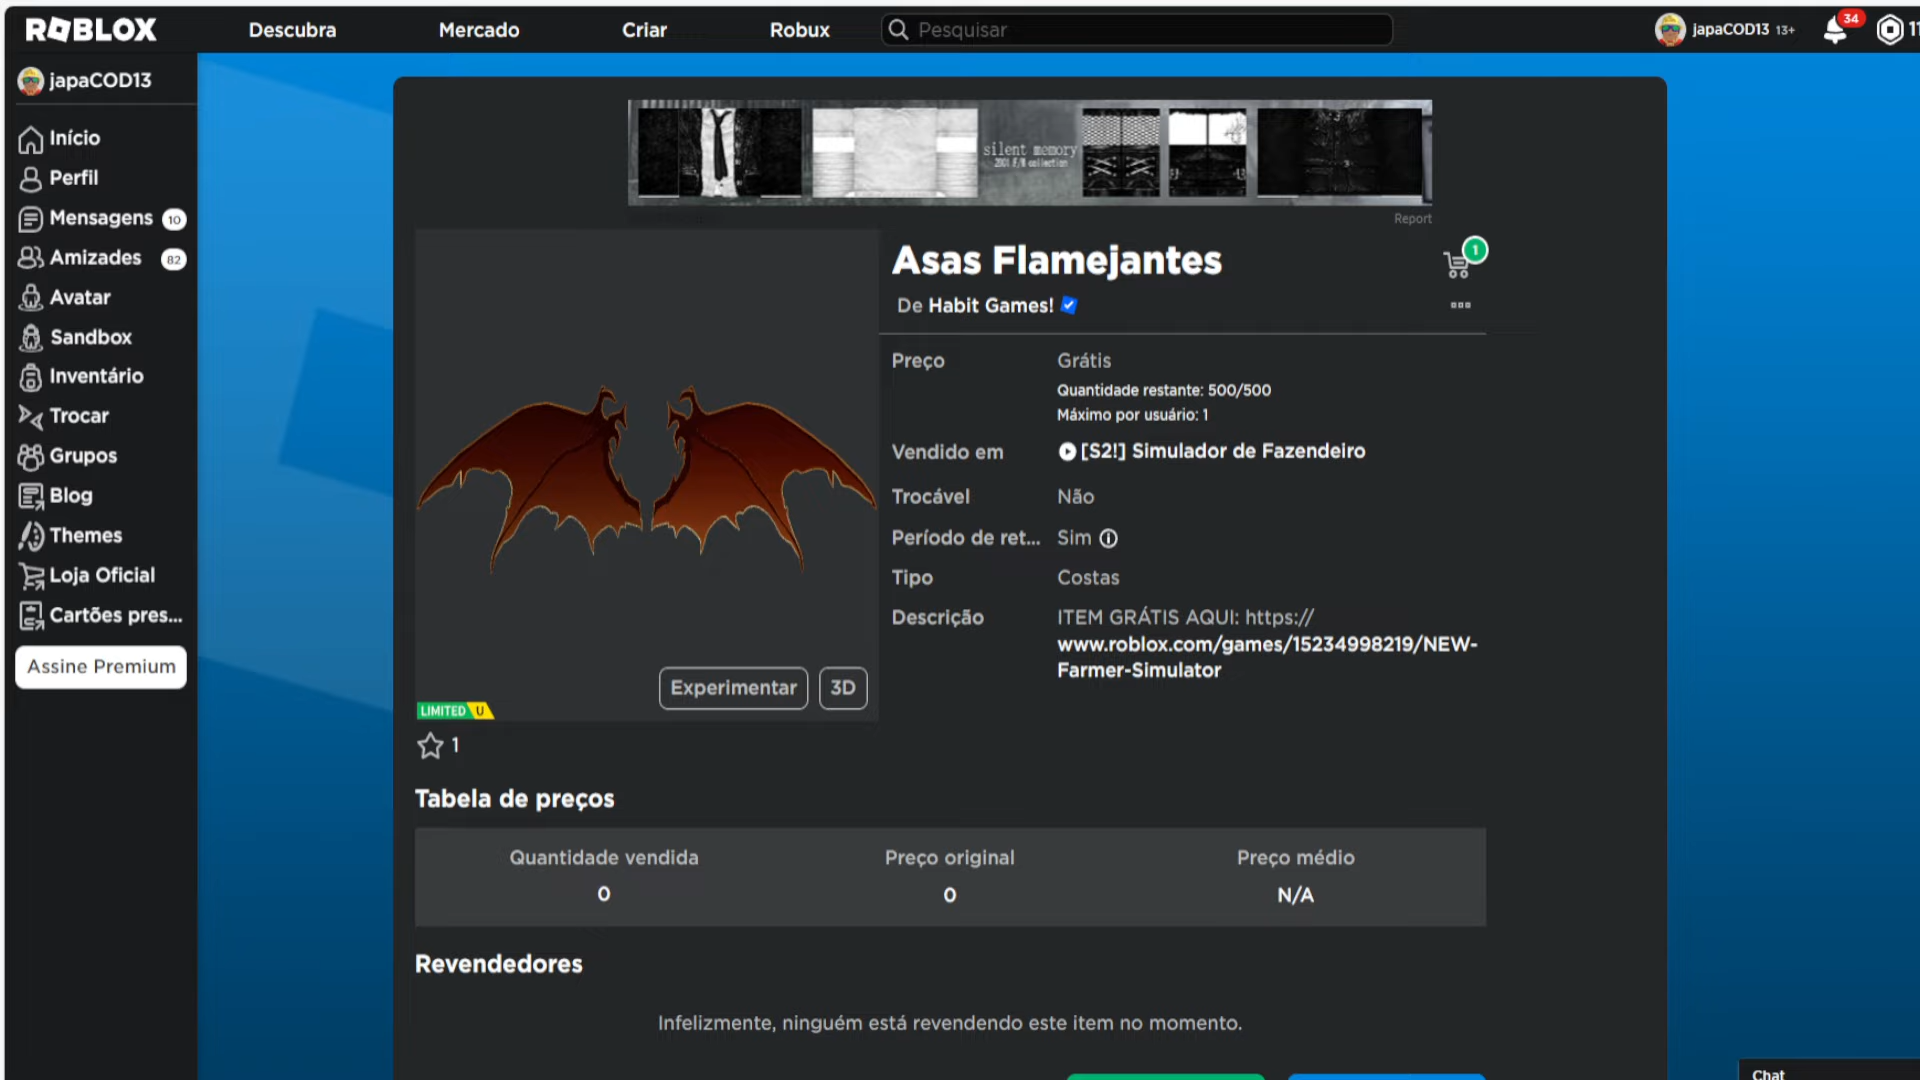 ROBLOX
Descubra
Mercado
Criar
Robux
Pesquisar
japaCOD13 13+
34
japaCOD13
Início
Perfil
Mensagens 10
Amizades 82
Avatar
Sandbox
Inventário
Trocar
Grupos
Blog
Themes
Loja Oficial
Cartões pres...
Assine Premium
silent memory
2001 F/W collection
Report
Asas Flamejantes
1
De Habit Games!
Preço
Grátis
Quantidade restante: 500/500
Máximo por usuário: 1
Vendido em
[S2!] Simulador de Fazendeiro
Trocável
Não
Período de ret...
Sim
Tipo
Costas
Descrição
ITEM GRÁTIS AQUI: https://
www.roblox.com/games/15234998219/NEW-
Farmer-Simulator
Experimentar
3D
LIMITED U
1
Tabela de preços
Quantidade vendida
0
Preço original
0
Preço médio
N/A
Revendedores
Infelizmente, ninguém está revendendo este item no momento.
Chat